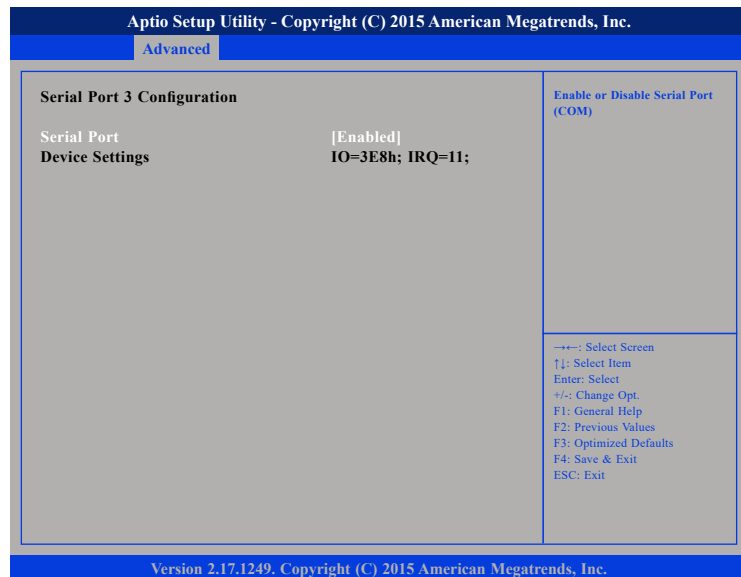 Aptio Setup Utility - Copyright (C) 2015 American Megatrends, Inc.
Advanced
Serial Port 3 Configuration
Serial Port [Enabled]
Device Settings IO=3E8h; IRQ=11;
Enable or Disable Serial Port
(COM)
→←: Select Screen
↑↓: Select Item
Enter: Select
+/-: Change Opt.
F1: General Help
F2: Previous Values
F3: Optimized Defaults
F4: Save & Exit
ESC: Exit
Version 2.17.1249. Copyright (C) 2015 American Megatrends, Inc.